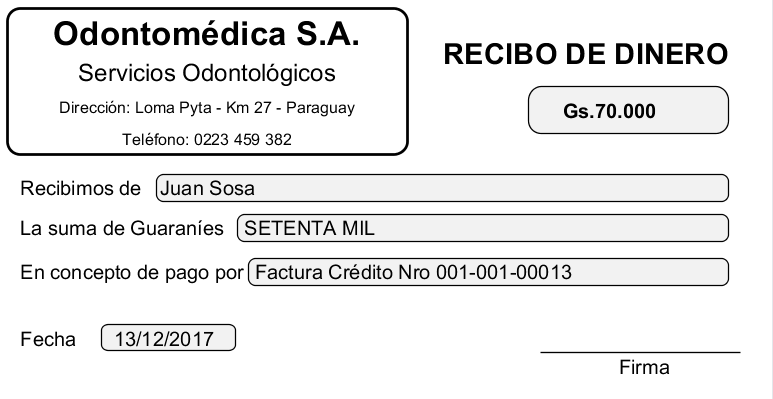 Odontomédica S.A.
Servicios Odontológicos
Dirección: Loma Pyta - Km 27 - Paraguay
Teléfono: 0223 459 382
RECIBO DE DINERO
Gs.70.000
Recibimos de Juan Sosa
La suma de Guaraníes SETENTA MIL
En concepto de pago por Factura Crédito Nro 001-001-00013
Fecha 13/12/2017
Firma